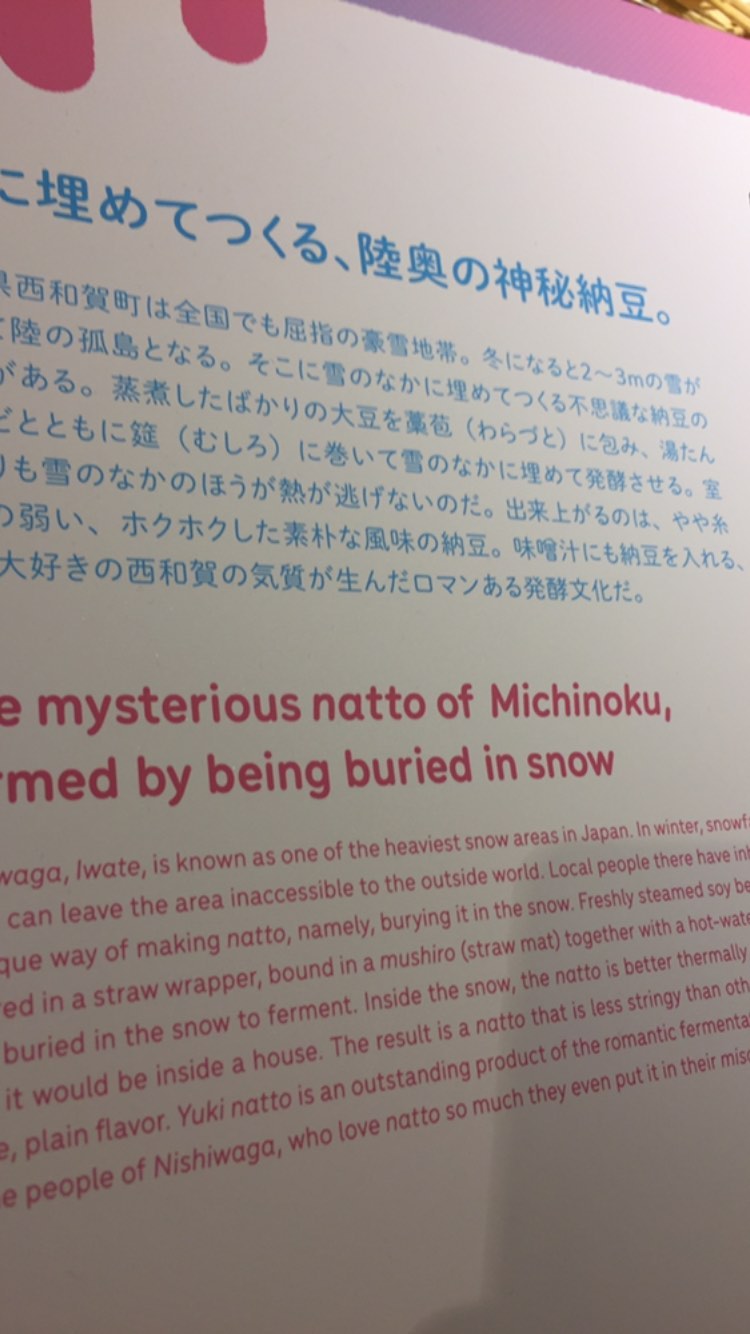 に埋めてつくる、陸奥の神秘納豆。
県西和賀町は全国でも屈指の豪雪地帯。冬になると2〜3mの雪が
陸の孤島となる。そこに雪のなかに埋めてつくる不思議な納豆の
がある。蒸煮したばかりの大豆を藁苞（わらづと）に包み、湯たん
とともに筵（むしろ）に巻いて雪のなかに埋めて発酵させる。室
も雪のなかのほうが熱が逃げないのだ。出来上がるのは、やや糸
の弱い、ホクホクした素朴な風味の納豆。味噌汁にも納豆を入れる、
大好きの西和賀の気質が生んだロマンある発酵文化だ。
e mysterious natto of Michinoku,
rmed by being buried in snow
waga, Iwate, is known as one of the heaviest snow areas in Japan. In winter, snowf
can leave the area inaccessible to the outside world. Local people there have inh
que way of making natto, namely, burying it in the snow. Freshly steamed soy be
ed in a straw wrapper, bound in a mushiro (straw mat) together with a hot-wate
buried in the snow to ferment. Inside the snow, the natto is better thermally
it would be inside a house. The result is a natto that is less stringy than oth
e, plain flavor. Yuki natto is an outstanding product of the romantic fermenta
e people of Nishiwaga, who love natto so much they even put it in their miso